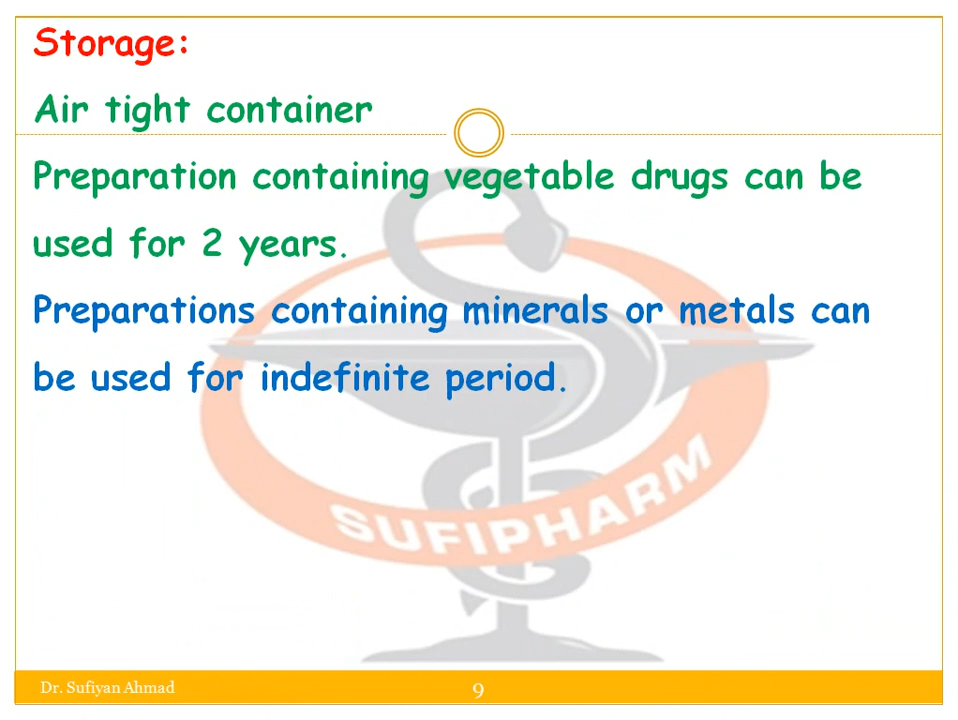 Storage:
Air tight container
Preparation containing vegetable drugs can be
used for 2 years.
Preparations containing minerals or metals can
be used for indefinite period.
SUFIPHARM
Dr. Sufiyan Ahmad
9